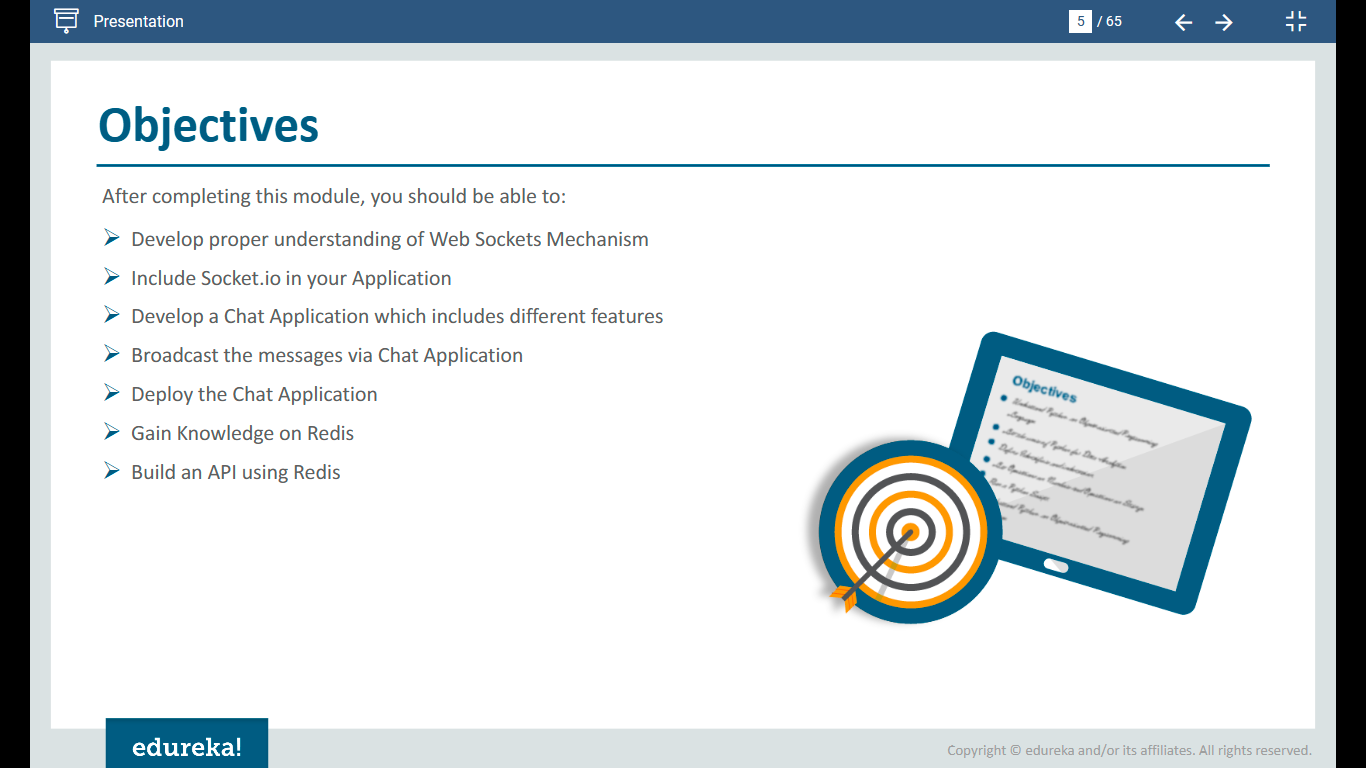 Presentation
5 / 65
Objectives
After completing this module, you should be able to:
Develop proper understanding of Web Sockets Mechanism
Include Socket.io in your Application
Develop a Chat Application which includes different features
Broadcast the messages via Chat Application
Deploy the Chat Application
Gain Knowledge on Redis
Build an API using Redis
Objectives
edureka!
Copyright © edureka and/or its affiliates. All rights reserved.